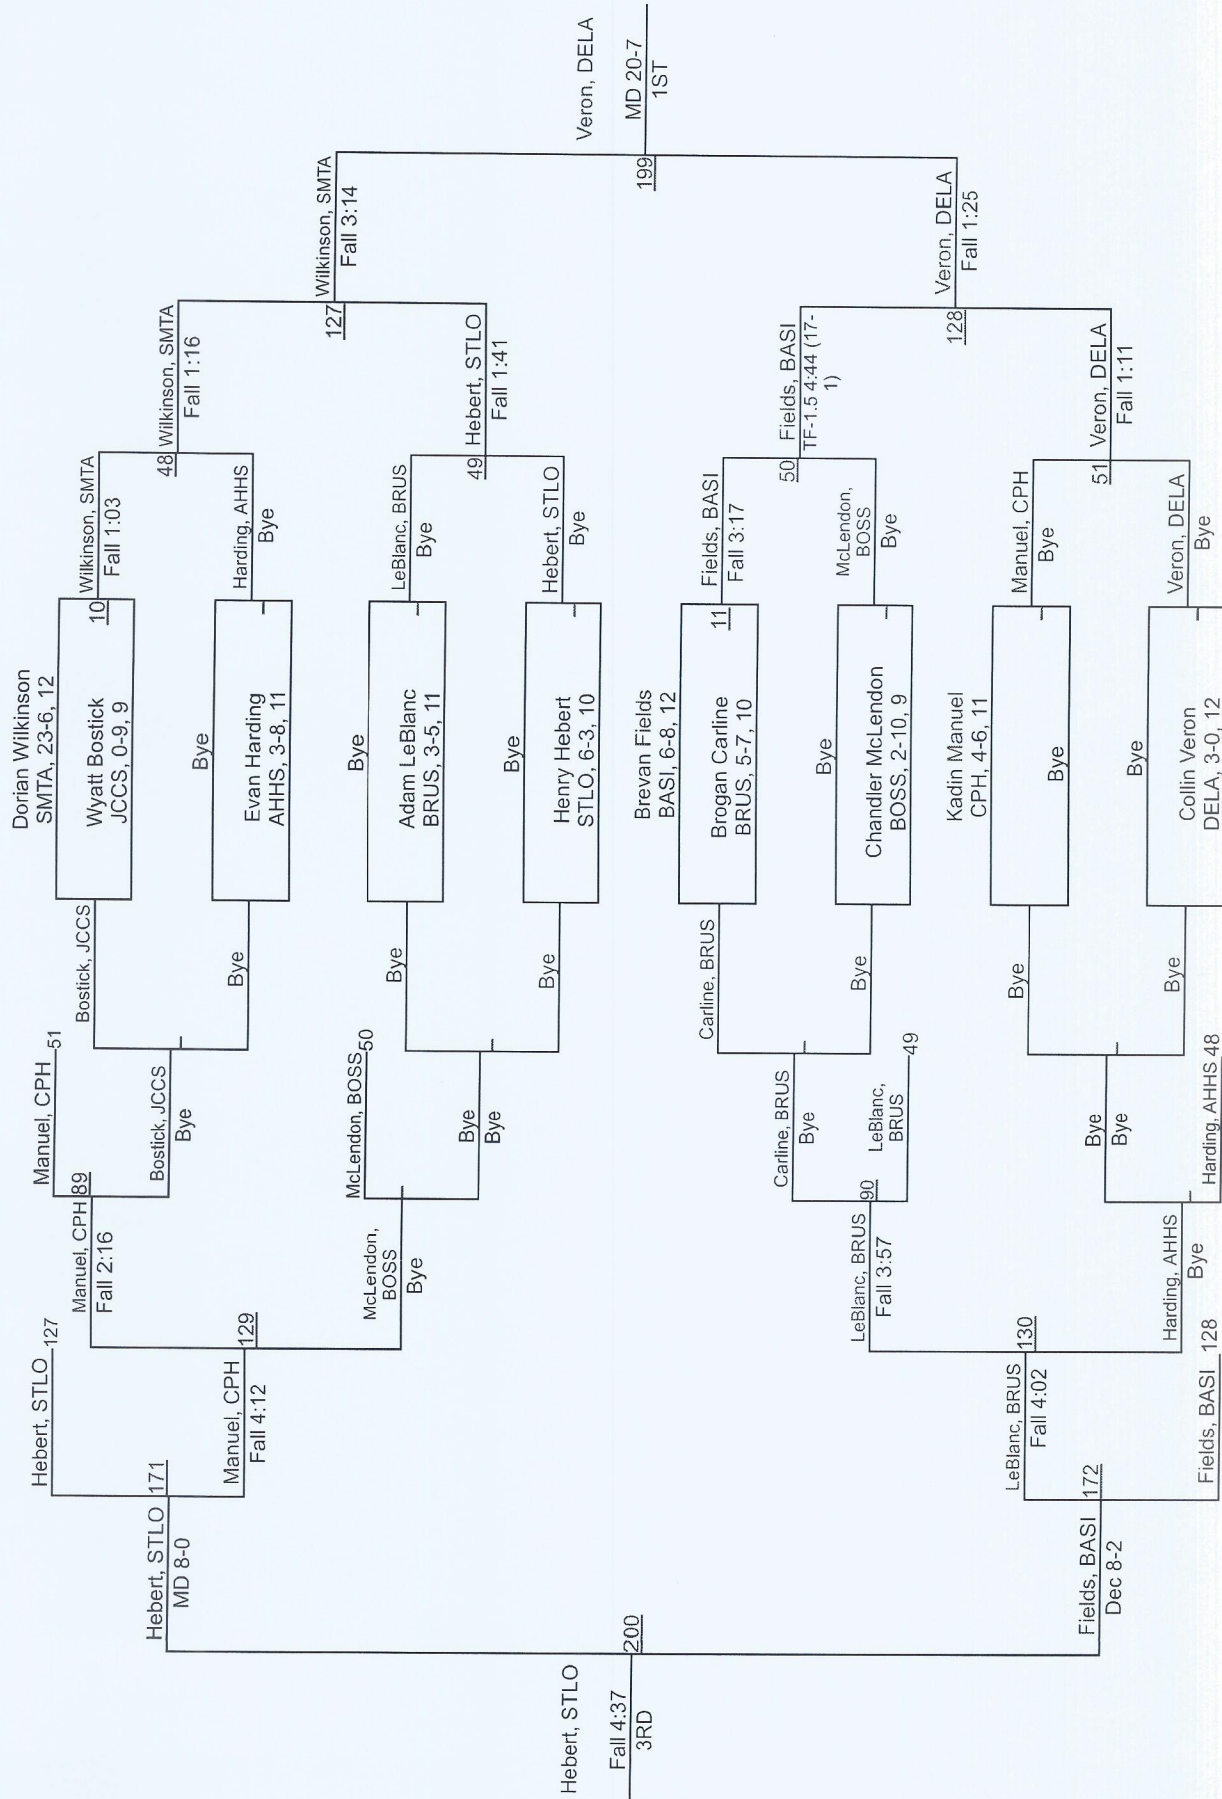 Hebert, STLO
Fall 4:37
3RD
200
Hebert, STLO
MD 8-0
Fields, BASI
Dec 8-2
171
172
Hebert, STLO
127
Manuel, CPH
Fall 4:12
LeBlanc, BRUS
Fall 4:02
Fields, BASI
128
129
130
Manuel, CPH
Fall 2:16
McLendon,
BOSS
Bye
LeBlanc, BRUS
Fall 3:57
Harding, AHHS
Bye
89
90
Manuel, CPH
51
Bostick, JCCS
Bye
McLendon, BOSS
50
Bye
Bye
Carline, BRUS
Bye
LeBlanc,
BRUS
49
Bye
Bye
Harding, AHHS
48
Bostick, JCCS
Bye
Bye
Bye
Carline, BRUS
Bye
Bye
Bye
Dorian Wilkinson
SMTA, 23-6, 12
Wyatt Bostick
JCCS, 0-9, 9
10
Bye
Evan Harding
AHHS, 3-8, 11
Bye
Adam LeBlanc
BRUS, 3-5, 11
Bye
Henry Hebert
STLO, 6-3, 10
Brevan Fields
BASI, 6-8, 12
Brogan Carline
BRUS, 5-7, 10
11
Bye
Chandler McLendon
BOSS, 2-10, 9
Kadin Manuel
CPH, 4-6, 11
Bye
Bye
Collin Veron
DELA, 3-0, 12
Wilkinson, SMTA
Fall 1:03
Harding, AHHS
Bye
LeBlanc, BRUS
Bye
Hebert, STLO
Bye
Fields, BASI
Fall 3:17
McLendon,
BOSS
Bye
Manuel, CPH
Bye
Veron, DELA
Bye
48
49
50
51
Wilkinson, SMTA
Fall 1:16
Hebert, STLO
Fall 1:41
Fields, BASI
TF-1.5 4:44 (17-
1)
Veron, DELA
Fall 1:11
127
128
Wilkinson, SMTA
Fall 3:14
Veron, DELA
Fall 1:25
199
Veron, DELA
MD 20-7
1ST